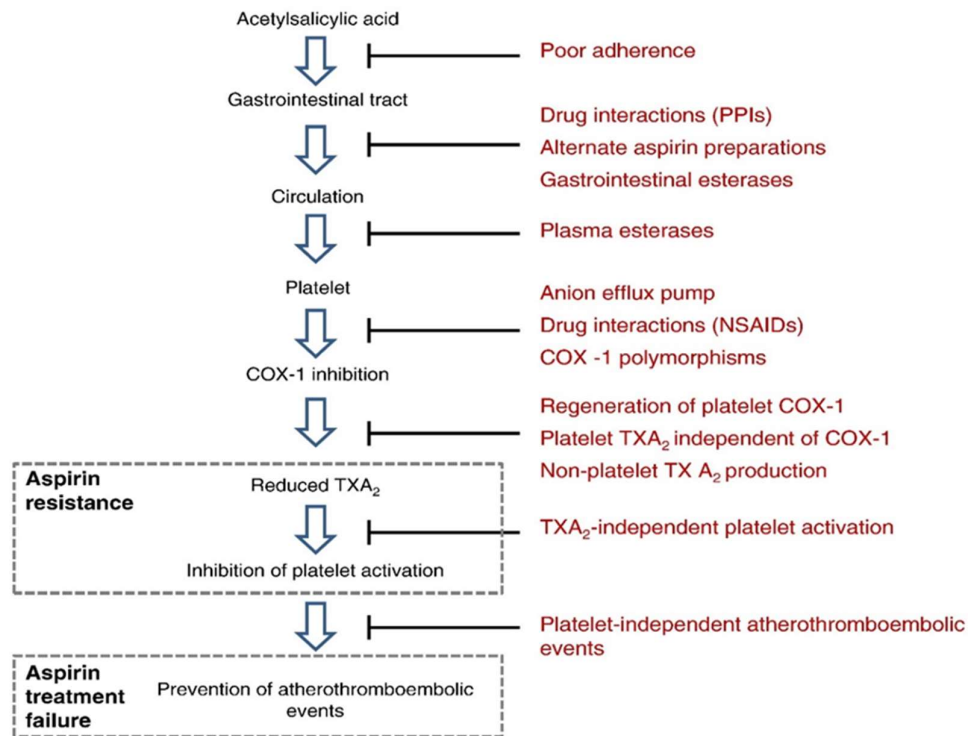 Acetylsalicylic acid
Poor adherence
Gastrointestinal tract
Drug interactions (PPIs)
Alternate aspirin preparations
Gastrointestinal esterases
Circulation
Plasma esterases
Platelet
Anion efflux pump
Drug interactions (NSAIDs)
COX -1 polymorphisms
COX-1 inhibition
Regeneration of platelet COX-1
Platelet TXA₂ independent of COX-1
Non-platelet TX A₂ production
Aspirin
resistance
Reduced TXA₂
TXA₂-independent platelet activation
Inhibition of platelet activation
Platelet-independent atherothromboembolic
events
Aspirin
treatment
failure
Prevention of atherothromboembolic
events